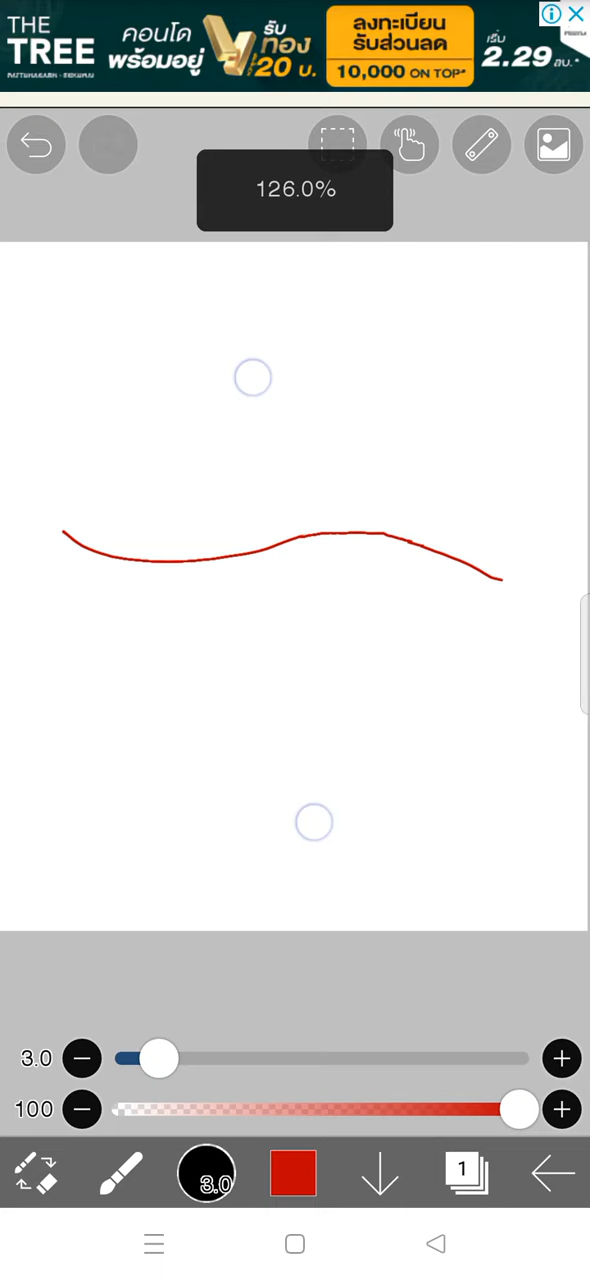 THE
TREE
คอนโด
พร้อมอยู่
รับ
ทอง
20 บ.
ลงทะเบียน
รับส่วนลด
10,000 ON TOP*
เริ่ม
2.29 ลบ.*
126.0%
3.0
100
3.0
1